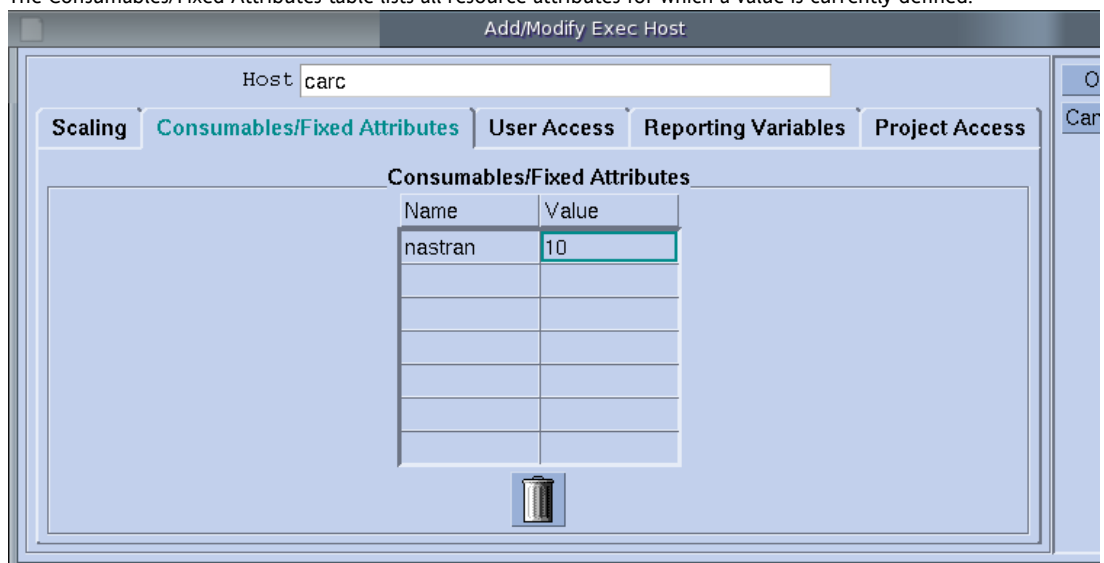 The Consumables/Fixed Attributes table lists all resource attributes for which a value is currently defined.
Add/Modify Exec Host
Host carc
Scaling Consumables/Fixed Attributes User Access Reporting Variables Project Access
Consumables/Fixed Attributes
Name Value
nastran 10